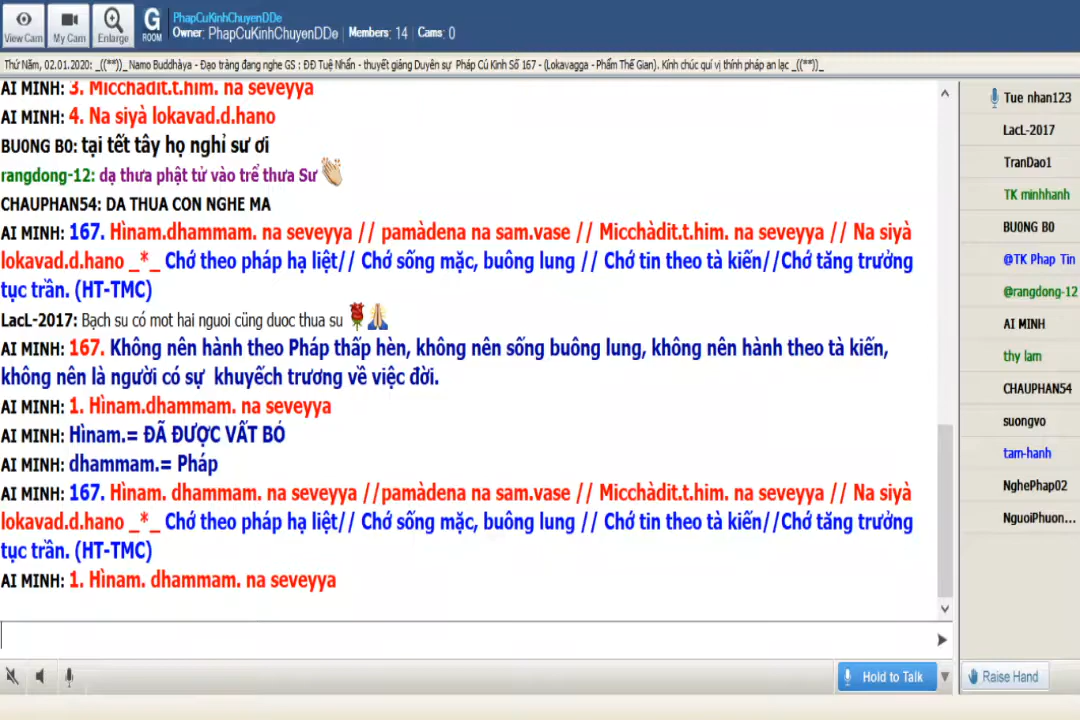 View Cam
My Cam
Enlarge
G
ROOM
PhapCuKinhChuyenDDe
Owner: PhapCuKinhChuyenDDe Members: 14 Cams: 0
Thứ Năm, 02.01.2020: _((**))_ Namo Buddhàya - Đạo tràng đang nghe GS : ĐĐ Tuệ Nhẫn - thuyết giảng Duyên sự Pháp Cú Kinh Số 167 - (Lokavagga - Phẩm Thế Gian). Kính chúc quí vị thính pháp an lạc _((**))_
AI MINH: 3. Micchàdit.t.him. na seveyya
AI MINH: 4. Na siyà lokavad.d.hano
BUONG BO: tại tết tây họ nghỉ sư ơi
rangdong-12: dạ thưa phật tử vào trể thưa Sư
CHAUPHAN54: DA THUA CON NGHE MA
AI MINH: 167. Hìnam.dhammam. na seveyya // pamàdena na sam.vase // Micchàdit.t.him. na seveyya // Na siyà
lokavad.d.hano _*_ Chớ theo pháp hạ liệt// Chớ sống mặc, buông lung // Chớ tin theo tà kiến//Chớ tăng trưởng
tục trần. (HT-TMC)
LacL-2017: Bạch su có mot hai nguoi cũng duoc thua su
AI MINH: 167. Không nên hành theo Pháp thấp hèn, không nên sống buông lung, không nên hành theo tà kiến,
không nên là người có sự khuyếch trương về việc đời.
AI MINH: 1. Hìnam.dhammam. na seveyya
AI MINH: Hìnam.= ĐÃ ĐƯỢC VẤT BỎ
AI MINH: dhammam.= Pháp
AI MINH: 167. Hìnam. dhammam. na seveyya //pamàdena na sam.vase // Micchàdit.t.him. na seveyya // Na siyà
lokavad.d.hano _*_ Chớ theo pháp hạ liệt// Chớ sống mặc, buông lung // Chớ tin theo tà kiến//Chớ tăng trưởng
tục trần. (HT-TMC)
AI MINH: 1. Hìnam. dhammam. na seveyya
Hold to Talk
Tue nhan123
LacL-2017
TranDao1
TK minhhanh
BUONG BO
@TK Phap Tin
@rangdong-12
AI MINH
thy lam
CHAUPHAN54
suongvo
tam-hanh
NghePhap02
NguoiPhuon...
Raise Hand